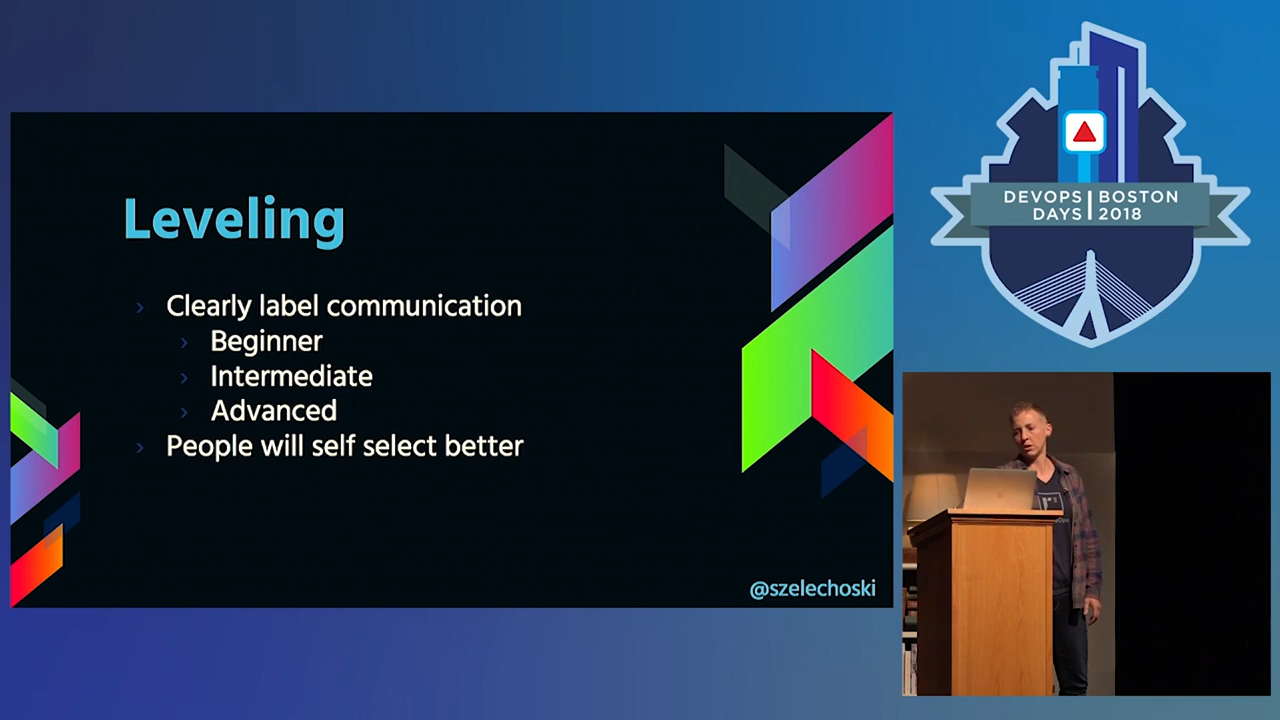 Leveling
› Clearly label communication
› Beginner
› Intermediate
› Advanced
› People will self select better
@szelechoski
DEVOPS DAYS | BOSTON 2018